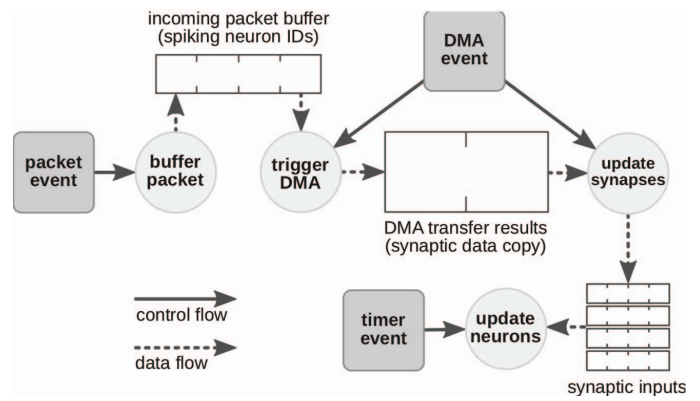 incoming packet buffer
(spiking neuron IDs)
DMA
event
packet
event
buffer
packet
trigger
DMA
update
synapses
DMA transfer results
(synaptic data copy)
control flow
data flow
timer
event
update
neurons
synaptic inputs